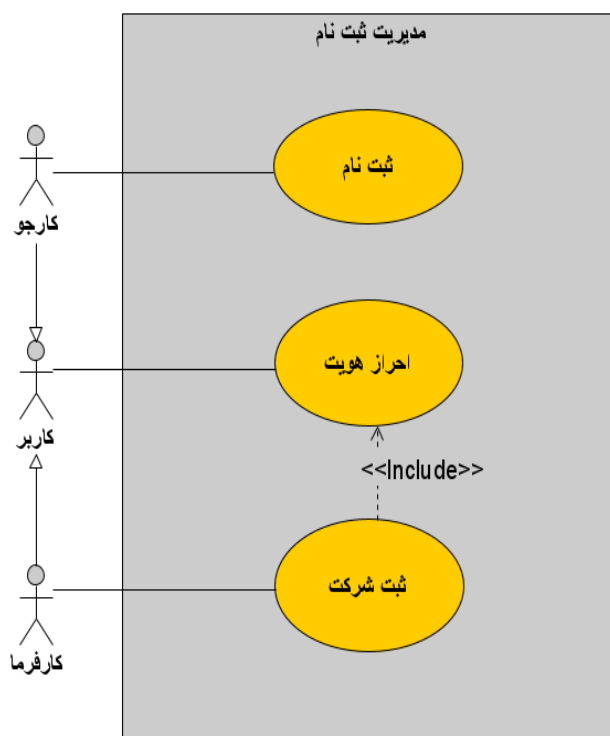 مدیریت ثبت نام
ثبت نام
کارجو
احراز هویت
کاربر
<<Include>>
ثبت شرکت
کارفرما